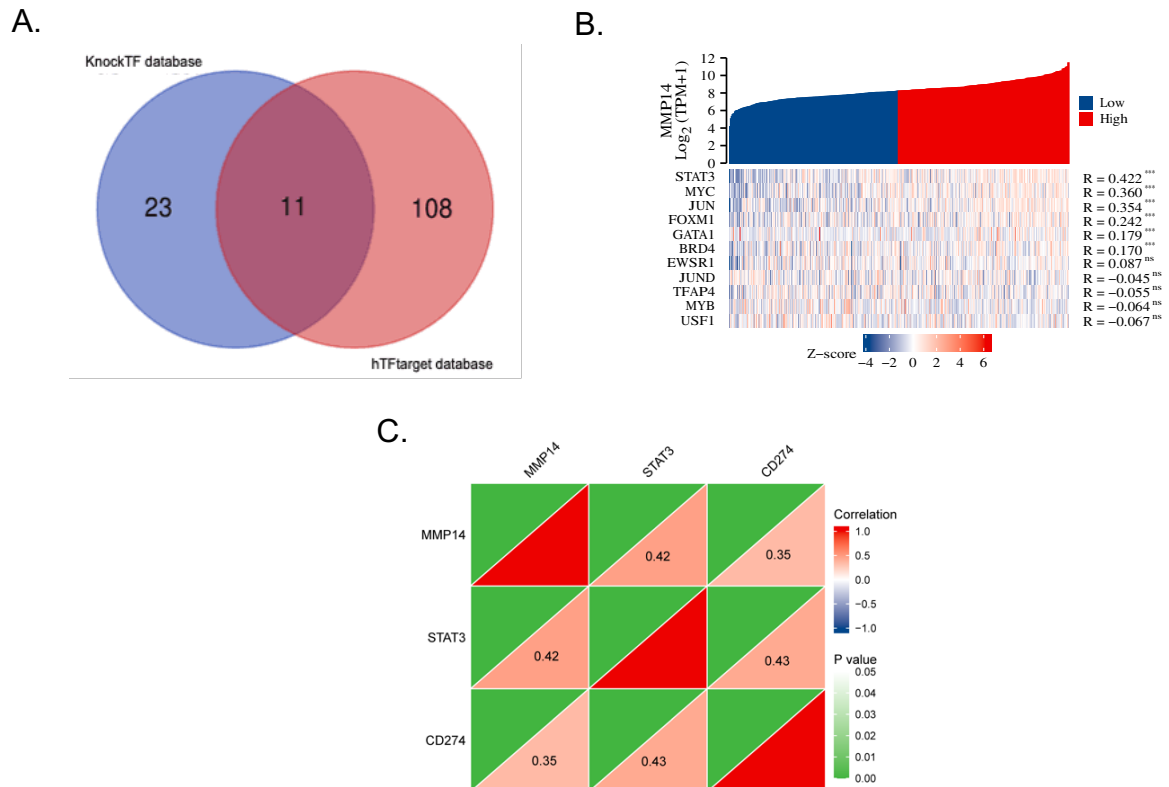 A.
KnockTF database
23
11
108
hTFtarget database
B.
MMP14
Log2 (TPM+1)
12
10
8
6
4
2
0
Low
High
STAT3 R = 0.422 ***
MYC R = 0.360 ***
JUN R = 0.354 ***
FOXM1 R = 0.242 ***
GATA1 R = 0.179 ***
BRD4 R = 0.170 ***
EWSR1 R = 0.087 ns
JUND R = −0.045 ns
TFAP4 R = −0.055 ns
MYB R = −0.064 ns
USF1 R = −0.067 ns
Z−score
−4 −2 0 2 4 6
C.
MMP14 STAT3 CD274
MMP14 0.42 0.35
STAT3 0.42 0.43
CD274 0.35 0.43
Correlation
1.0
0.5
0.0
−0.5
−1.0
P value
0.05
0.04
0.03
0.02
0.01
0.00